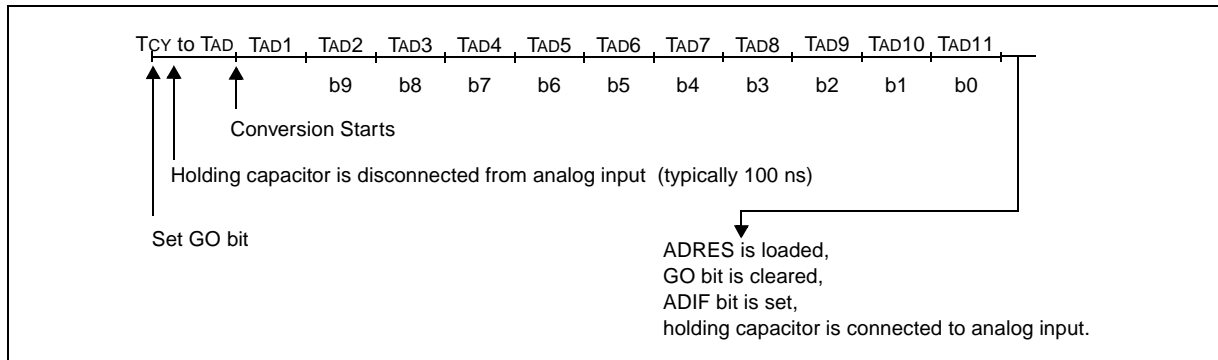 TCY to TAD TAD1 TAD2 TAD3 TAD4 TAD5 TAD6 TAD7 TAD8 TAD9 TAD10 TAD11
b9 b8 b7 b6 b5 b4 b3 b2 b1 b0
Conversion Starts
Holding capacitor is disconnected from analog input (typically 100 ns)
Set GO bit
ADRES is loaded,
GO bit is cleared,
ADIF bit is set,
holding capacitor is connected to analog input.